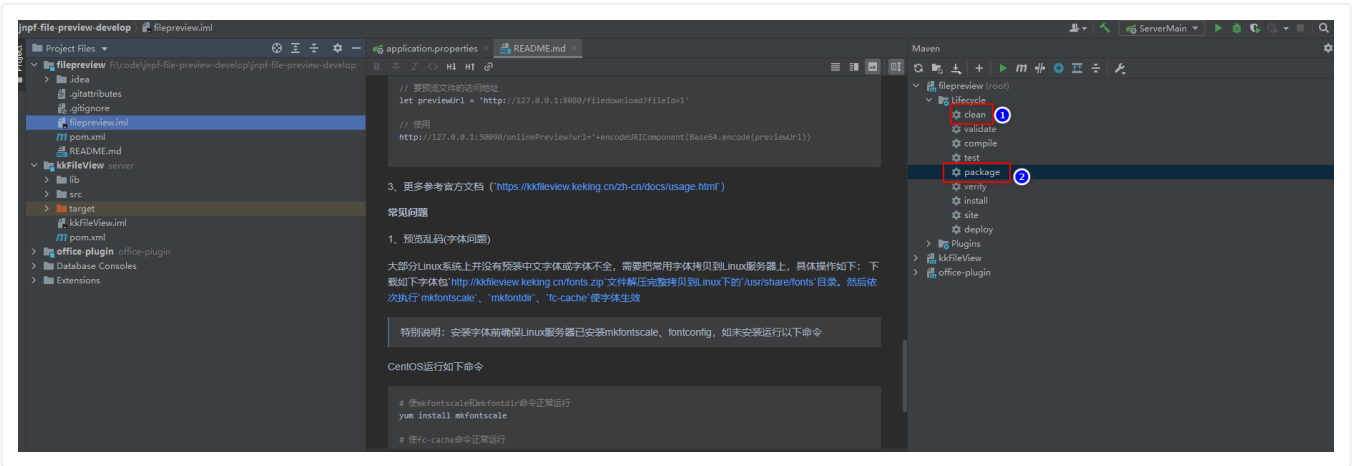 jnpf-file-preview-develop filepreview.iml
ServerMain
Project
Project Files
filepreview F:\code\jnpf-file-preview-develop\jnpf-file-preview-develop
.idea
.gitattributes
.gitignore
filepreview.iml
pom.xml
README.md
kkFileView server
lib
src
target
kkFileView.iml
pom.xml
office-plugin office-plugin
Database Consoles
Extensions
application.properties
README.md
B I <> H↓ H↑
// 要预览文件的访问地址
let previewUrl = 'http://127.0.0.1:8080/filedownload?fileId=1'
// 使用
http://127.0.0.1:30090/onlinePreview?url='+encodeURIComponent(Base64.encode(previewUrl))
3、更多参考官方文档（`https://kkfileview.keking.cn/zh-cn/docs/usage.html`）
常见问题
1、预览乱码(字体问题)
大部分Linux系统上并没有预装中文字体或字体不全，需要把常用字体拷贝到Linux服务器上，具体操作如下： 下
载如下字体包`http://kkfileview.keking.cn/fonts.zip`文件解压完整拷贝到Linux下的`/usr/share/fonts`目录。然后依
次执行`mkfontscale`、`mkfontdir`、`fc-cache`使字体生效
特别说明：安装字体前确保Linux服务器已安装mkfontscale、fontconfig，如未安装运行以下命令
CentOS运行如下命令
# 使mkfontscale和mkfontdir命令正常运行
yum install mkfontscale
# 使fc-cache命令正常运行
Maven
m
filepreview (root)
Lifecycle
clean 1
validate
compile
test
package 2
verify
install
site
deploy
Plugins
kkFileView
office-plugin